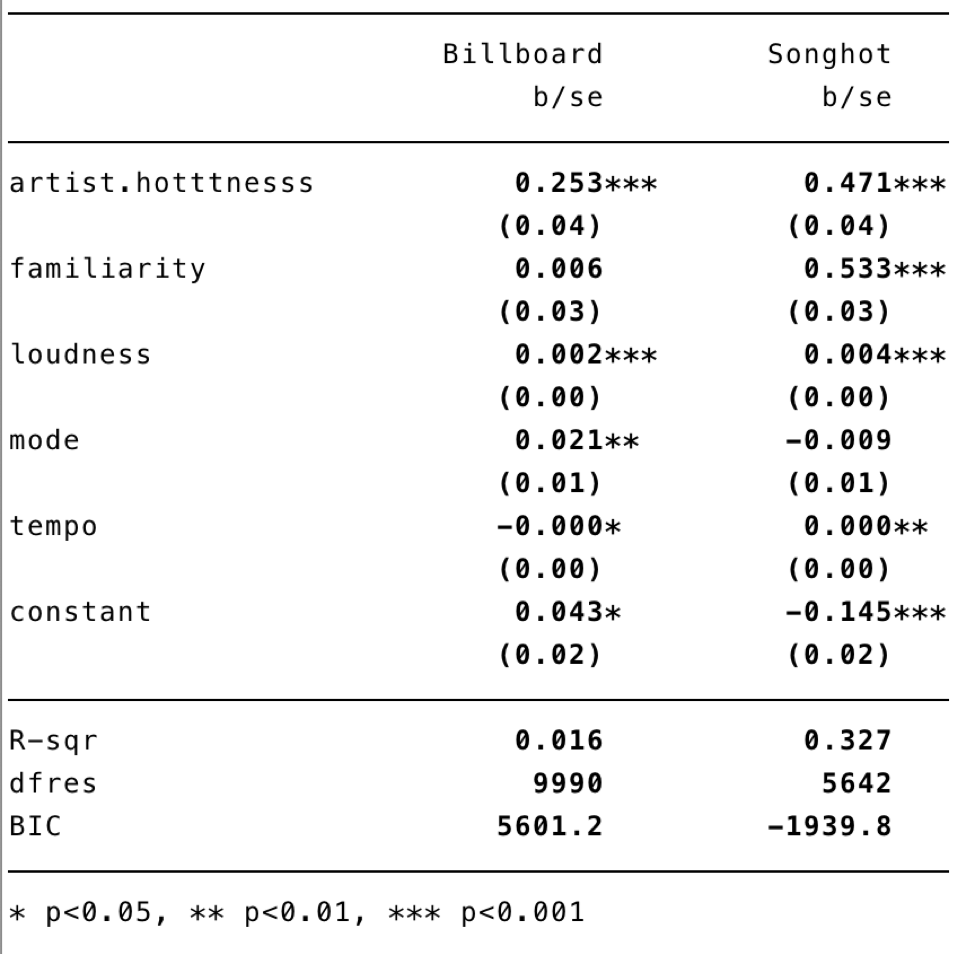 Billboard Songhot
b/se b/se
artist.hotttnesss 0.253*** 0.471***
(0.04) (0.04)
familiarity 0.006 0.533***
(0.03) (0.03)
loudness 0.002*** 0.004***
(0.00) (0.00)
mode 0.021** -0.009
(0.01) (0.01)
tempo -0.000* 0.000**
(0.00) (0.00)
constant 0.043* -0.145***
(0.02) (0.02)
R-sqr 0.016 0.327
dfres 9990 5642
BIC 5601.2 -1939.8
* p<0.05, ** p<0.01, *** p<0.001